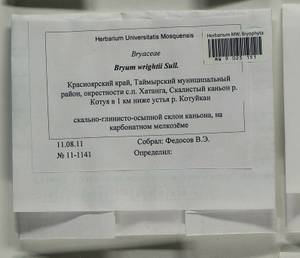 Herbarium Universitatis Mosquensis
Herbarium MW, Bryophyta
Bryaceae
Bryum wrightii Sull.
Красноярский край, Таймырский муниципальный
район, окрестности с.п. Хатанга, Скалистый каньон р.
Котуя в 1 км ниже устья р. Котуйкан
скально-глинисто-осыпной склон каньона, на
карбонатном мелкозёме
11.08.11
Собрал: Федосов В.Э.
№ 11-1141
Определил: